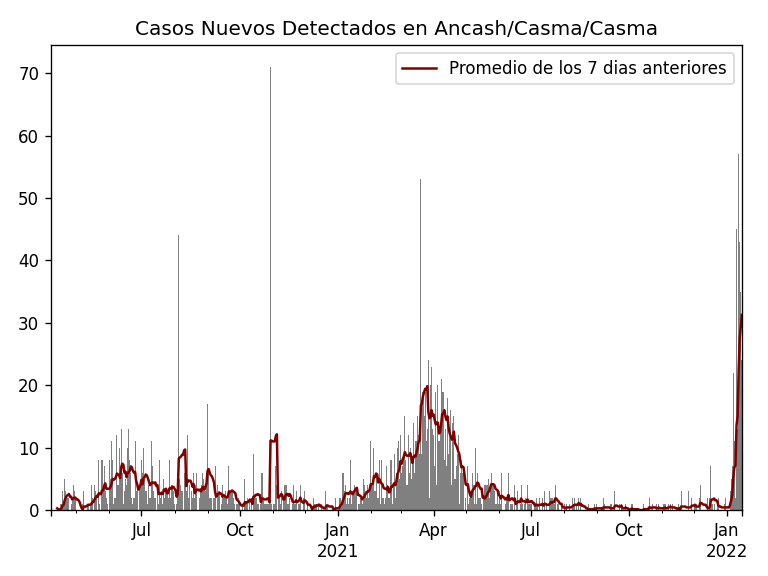 Casos Nuevos Detectados en Ancash/Casma/Casma
Promedio de los 7 dias anteriores
70
60
50
40
30
20
10
0
Jul
Oct
Jan
2021
Apr
Jul
Oct
Jan
2022